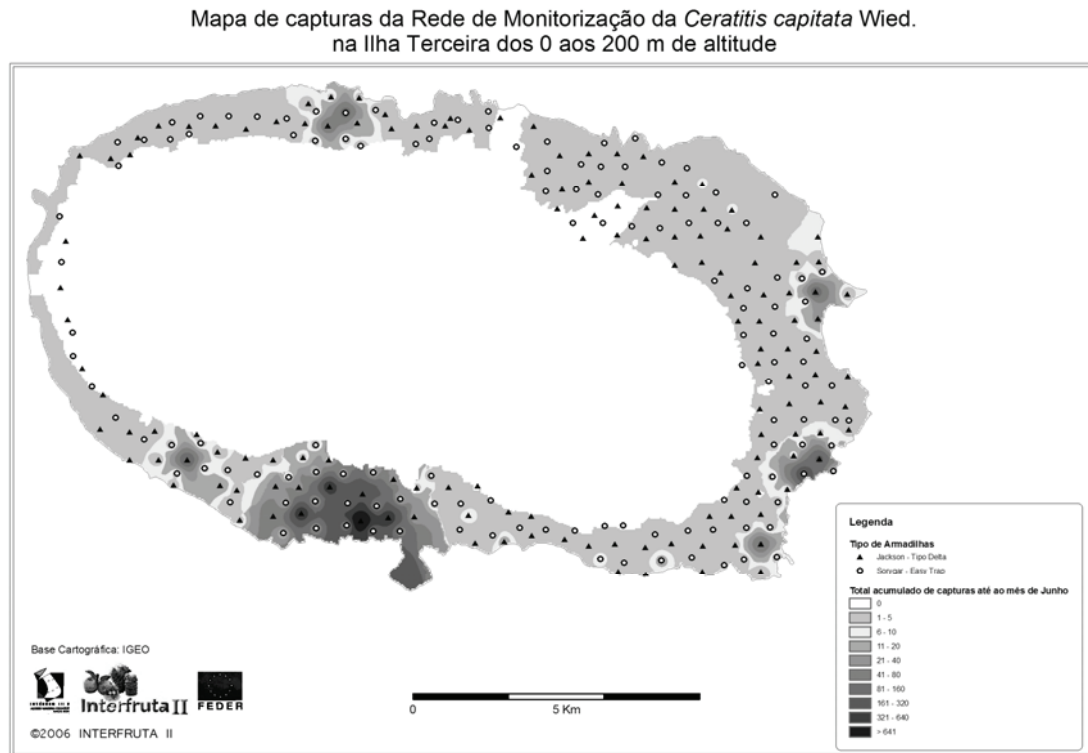 Mapa de capturas da Rede de Monitorização da Ceratitis capitata Wied.
na Ilha Terceira dos 0 aos 200 m de altitude
Legenda
Tipo de Armadilhas
Jackson - Tipo Delta
Easy Trap
Total acumulado de capturas até ao mês de Junho
0
1 - 5
6 - 10
11 - 20
21 - 40
41 - 80
81 - 160
161 - 320
321 - 640
> 641
Base Cartográfica: IGEO
Interfruta II
FEDER
©2006 INTERFRUTA II
0
5 Km